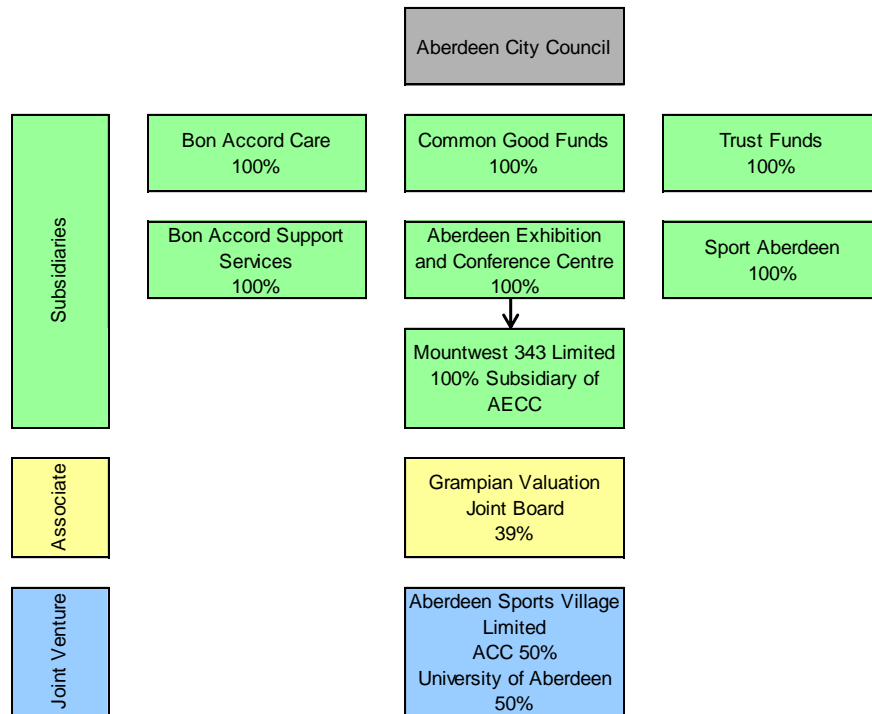 Aberdeen City Council
Subsidiaries
Bon Accord Care
100%
Common Good Funds
100%
Trust Funds
100%
Bon Accord Support
Services
100%
Aberdeen Exhibition
and Conference Centre
100%
Sport Aberdeen
100%
Mountwest 343 Limited
100% Subsidiary of
AECC
Associate
Grampian Valuation
Joint Board
39%
Joint Venture
Aberdeen Sports Village
Limited
ACC 50%
University of Aberdeen
50%